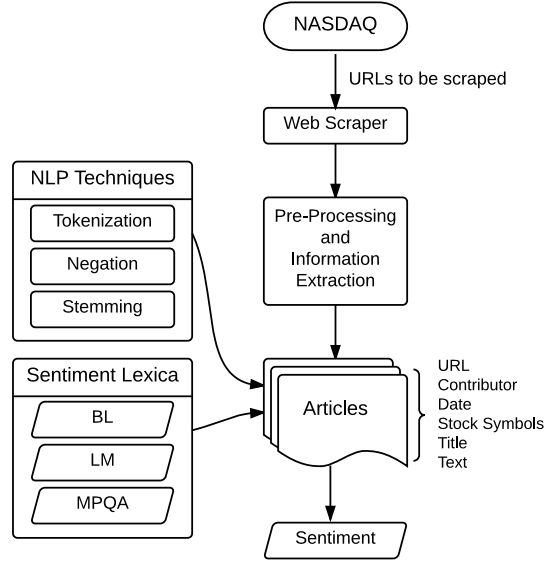 NASDAQ
URLs to be scraped
Web Scraper
NLP Techniques
Tokenization
Negation
Stemming
Pre-Processing
and
Information
Extraction
Sentiment Lexica
BL
LM
MPQA
Articles
URL
Contributor
Date
Stock Symbols
Title
Text
Sentiment